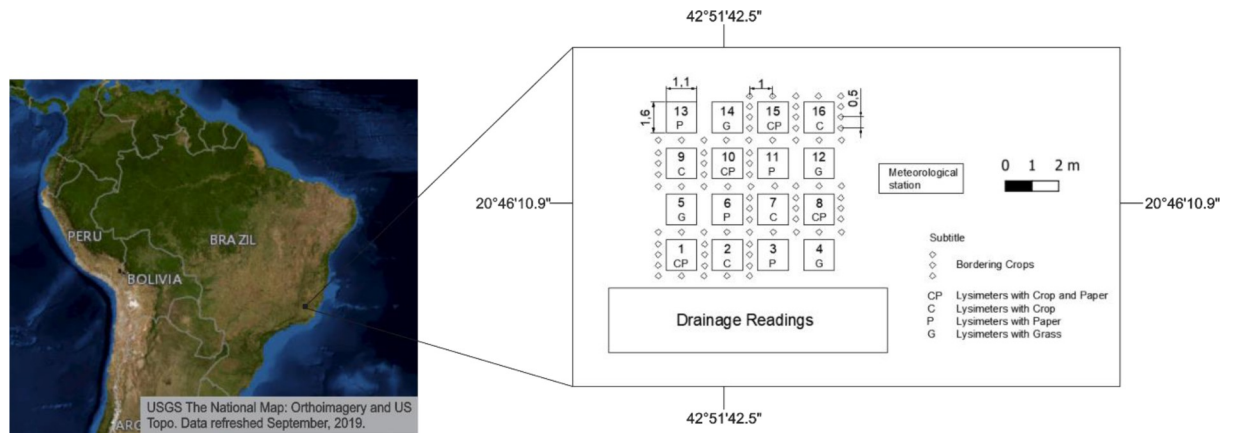 42°51'42.5"
1,1
1
13
P
14
G
15
CP
16
C
1,6
0,5
9
C
10
CP
11
P
12
G
Meteorological
station
0 1 2 m
20°46'10.9"
20°46'10.9"
5
G
6
P
7
C
8
CP
1
CP
2
C
3
P
4
G
Subtitle
Bordering Crops
CP Lysimeters with Crop and Paper
C Lysimeters with Crop
P Lysimeters with Paper
G Lysimeters with Grass
Drainage Readings
42°51'42.5"
PERU
BRAZIL
BOLIVIA
ARG
USGS The National Map: Orthoimagery and US
Topo. Data refreshed September, 2019.